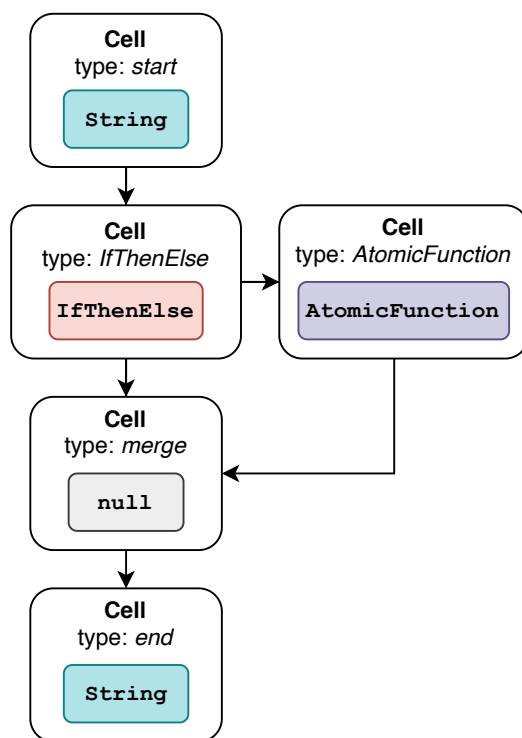 Cell
type: start
String
Cell
type: IfThenElse
IfThenElse
Cell
type: AtomicFunction
AtomicFunction
Cell
type: merge
null
Cell
type: end
String